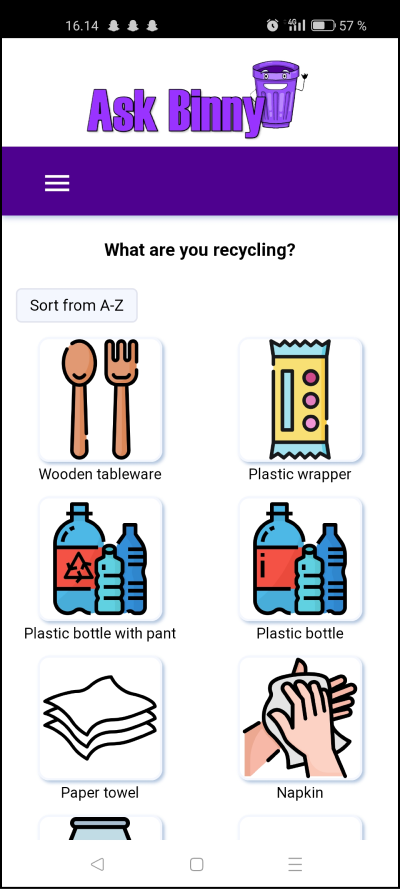 16.14
4G
57 %
Ask Binny
What are you recycling?
Sort from A-Z
Wooden tableware
Plastic wrapper
Plastic bottle with pant
Plastic bottle
Paper towel
Napkin